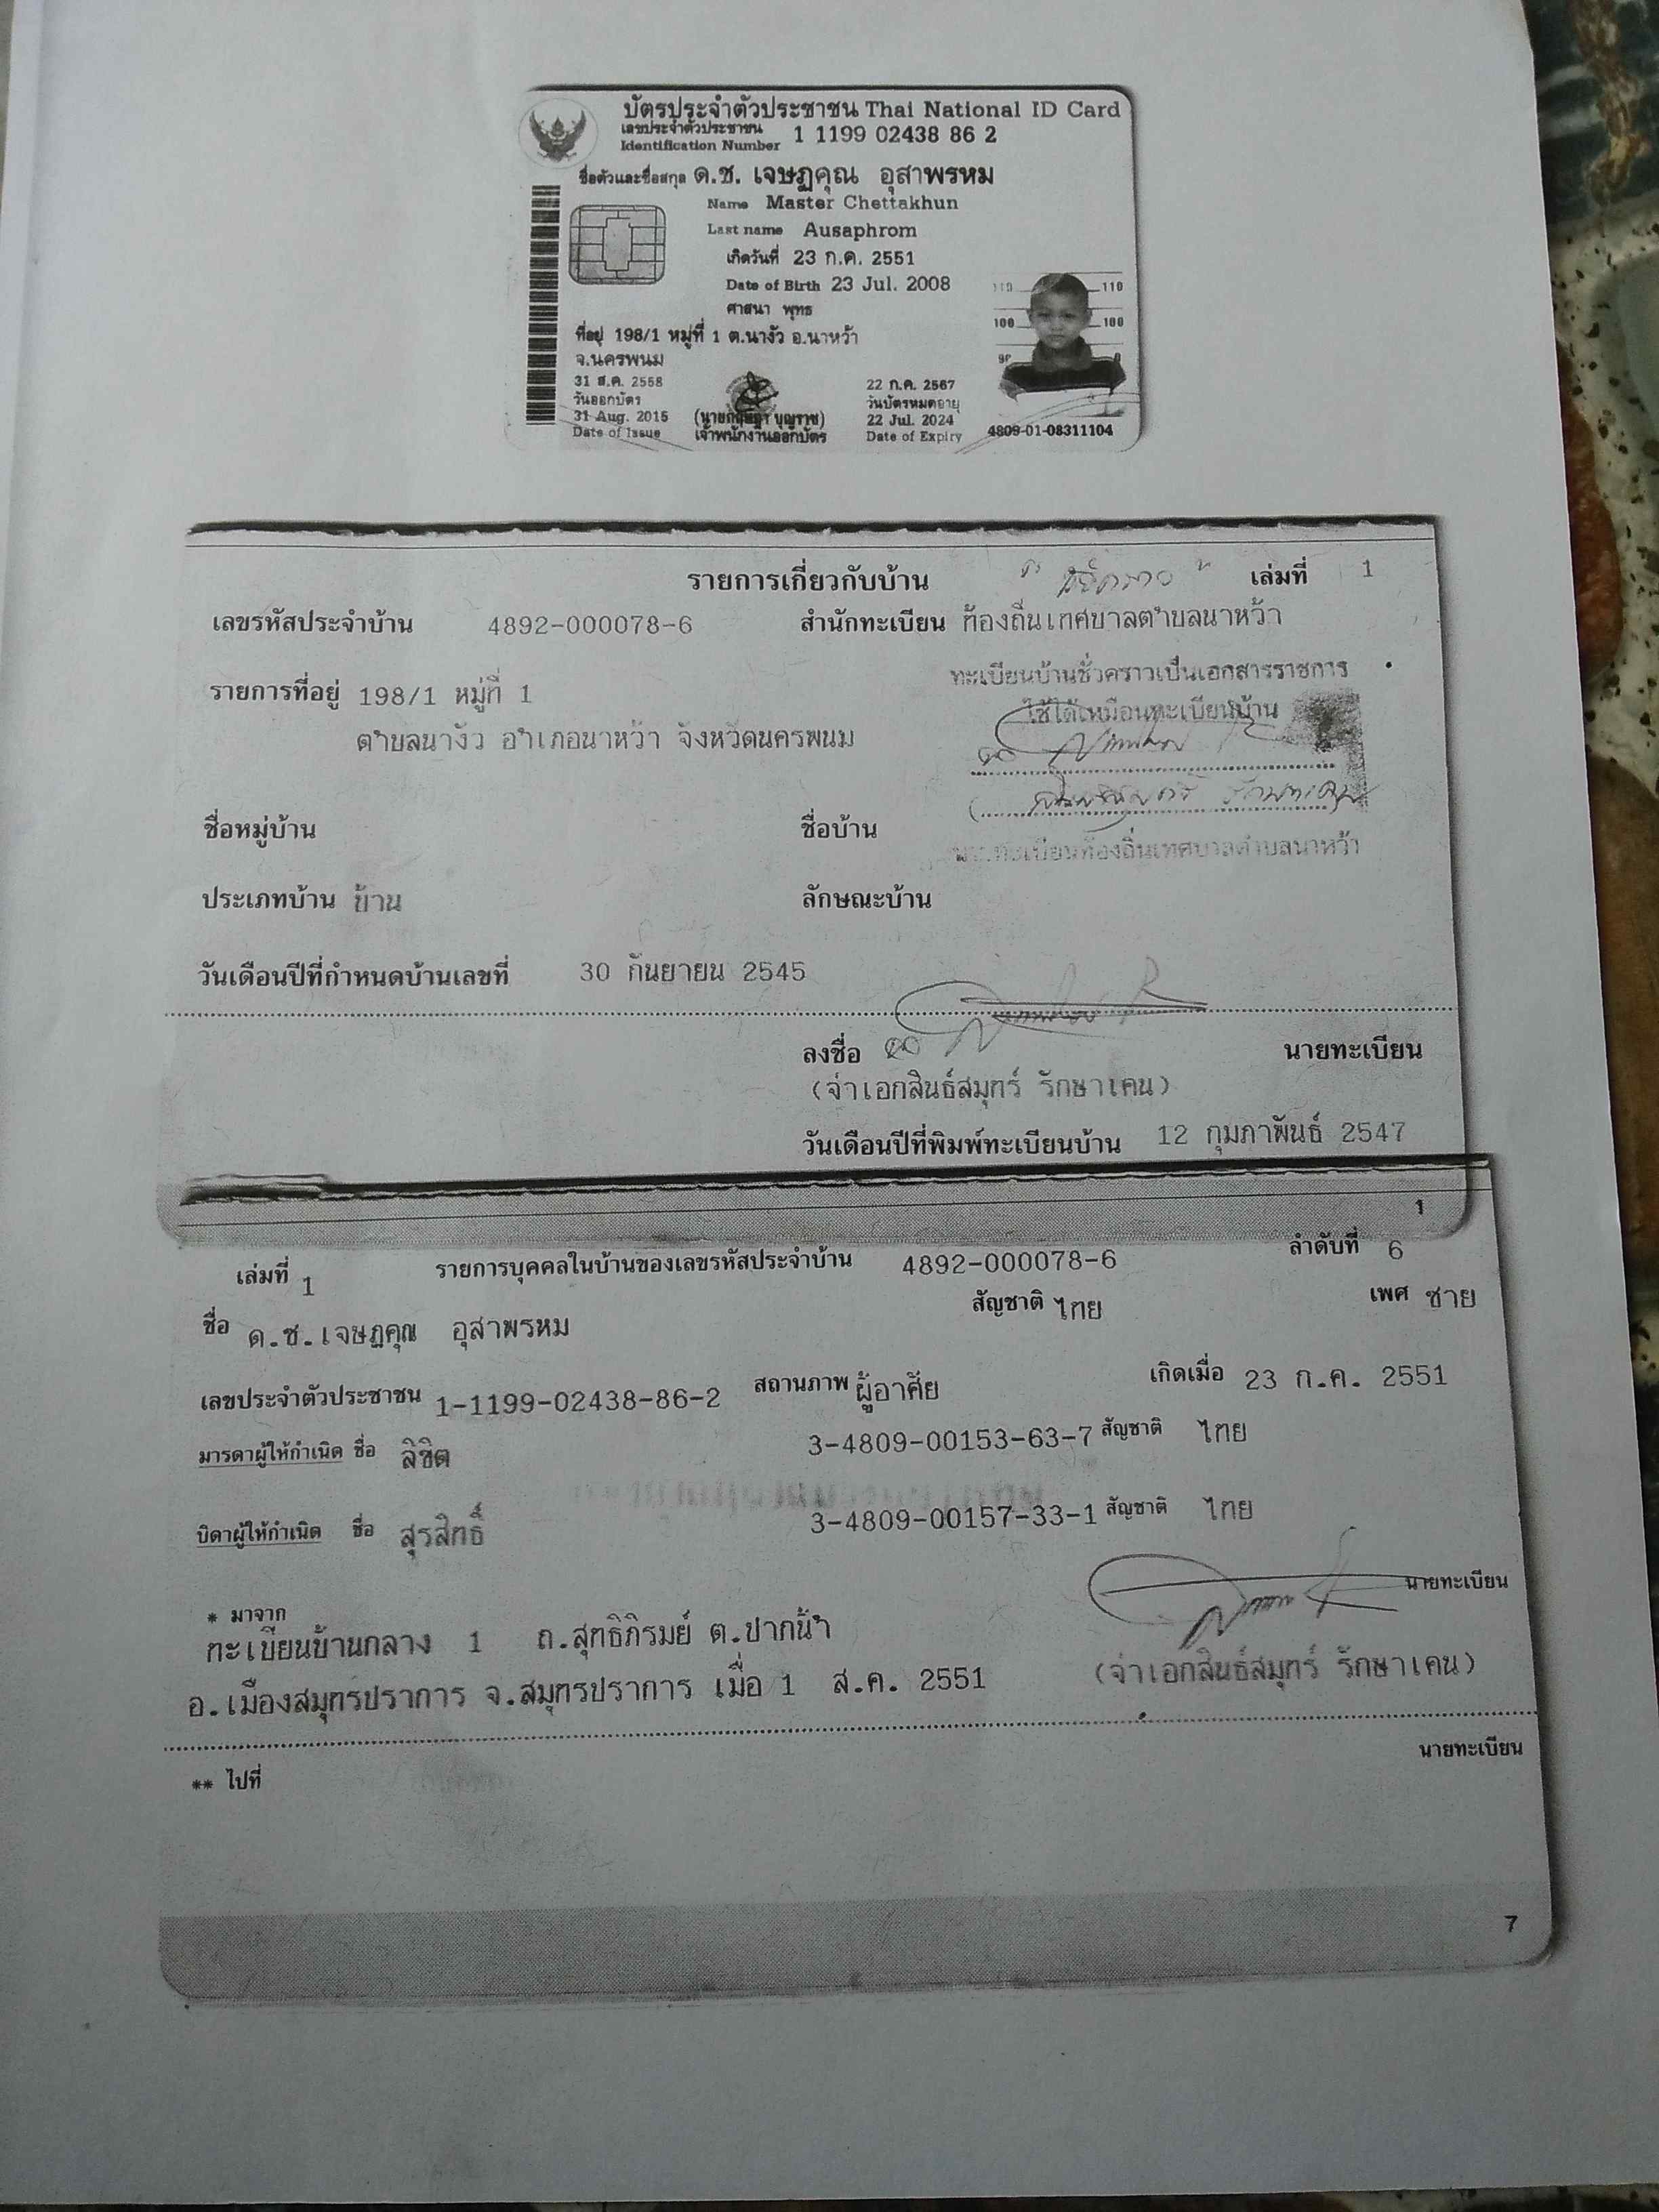 บัตรประจำตัวประชาชน Thai National ID Card
เลขประจำตัวประชาชน
Identification Number 1 1199 02438 86 2
ชื่อตัวและชื่อสกุล ด.ช. เจษฏคุณ อุสาพรหม
Name Master Chettakhun
Last name Ausaphrom
เกิดวันที่ 23 ก.ค. 2551
Date of Birth 23 Jul. 2008
ศาสนา พุทธ
ที่อยู่ 198/1 หมู่ที่ 1 ต.นางัว อ.นาหว้า
จ.นครพนม
31 ส.ค. 2558
วันออกบัตร
31 Aug. 2015
Date of Issue
บุญราช)
เจ้าพนักงานออกบัตร
22 ก.ค. 2567
วันบัตรหมดอายุ
22 Jul. 2024
Date of Expiry
110 110
100 100
90
4809-01-08311104
รายการเกี่ยวกับบ้าน เล่มที่ 1
เลขรหัสประจำบ้าน 4892-000078-6 สำนักทะเบียน ท้องถิ่นเทศบาลตำบลนาหว้า
ทะเบียนบ้านชั่วคราวเป็นเอกสารราชการ
รายการที่อยู่ 198/1 หมู่ที่ 1 ใช้ได้เหมือนทะเบียนบ้าน
ตำบลนางัว อำเภอนาหว้า จังหวัดนครพนม
ชื่อหมู่บ้าน ชื่อบ้าน
นายทะเบียนท้องถิ่นเทศบาลตำบลนาหว้า
ประเภทบ้าน บ้าน ลักษณะบ้าน
วันเดือนปีที่กำหนดบ้านเลขที่ 30 กันยายน 2545
ลงชื่อ นายทะเบียน
(จ่าเอกสินธ์สมุทร์ รักษาเคน)
วันเดือนปีที่พิมพ์ทะเบียนบ้าน 12 กุมภาพันธ์ 2547
1
เล่มที่ 1 รายการบุคคลในบ้านของเลขรหัสประจำบ้าน 4892-000078-6 ลำดับที่ 6
ชื่อ ด.ช.เจษฏคุณ อุสาพรหม สัญชาติ ไทย เพศ ชาย
เลขประจำตัวประชาชน 1-1199-02438-86-2 สถานภาพ ผู้อาศัย เกิดเมื่อ 23 ก.ค. 2551
มารดาผู้ให้กำเนิด ชื่อ ลิขิต 3-4809-00153-63-7 สัญชาติ ไทย
บิดาผู้ให้กำเนิด ชื่อ สุรสิทธิ์ 3-4809-00157-33-1 สัญชาติ ไทย
นายทะเบียน
* มาจาก
ทะเบียนบ้านกลาง 1 ถ.สุทธิภิรมย์ ต.ปากน้ำ
อ.เมืองสมุทรปราการ จ.สมุทรปราการ เมื่อ 1 ส.ค. 2551 (จ่าเอกสินธ์สมุทร์ รักษาเคน)
นายทะเบียน
** ไปที่
7